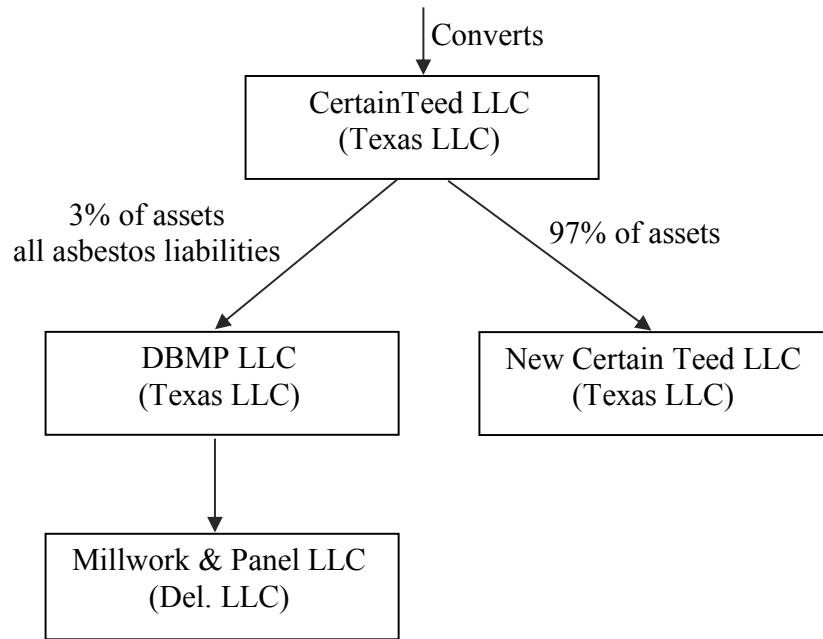 Converts
CertainTeed LLC
(Texas LLC)
3% of assets
all asbestos liabilities
97% of assets
DBMP LLC
(Texas LLC)
New Certain Teed LLC
(Texas LLC)
Millwork & Panel LLC
(Del. LLC)